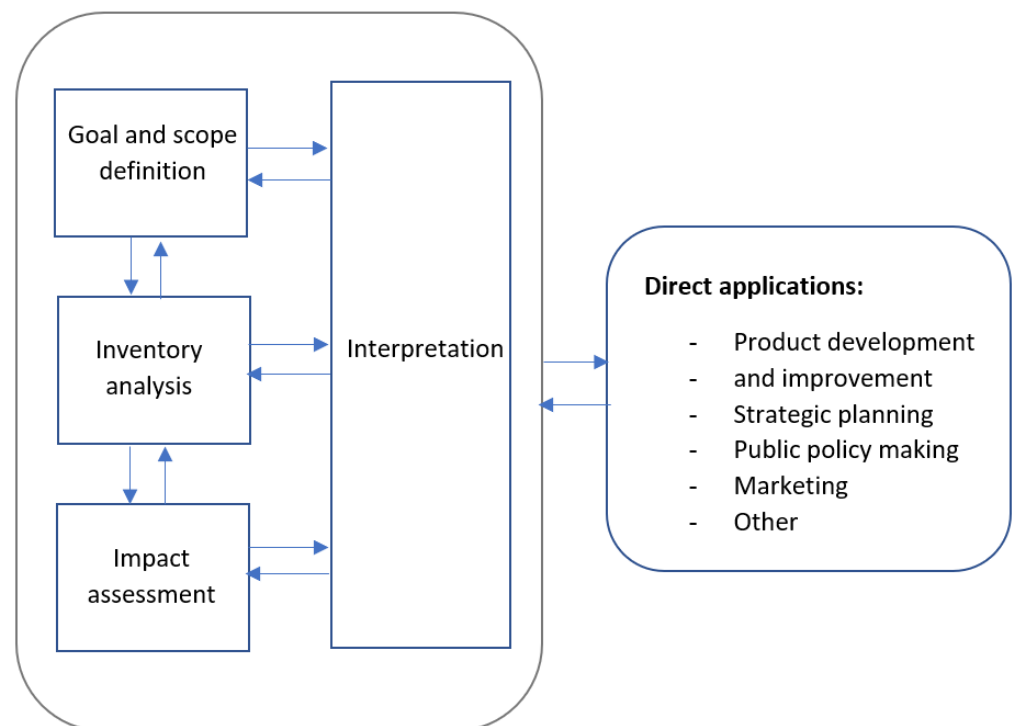 Goal and scope
definition
Inventory
analysis
Impact
assessment
Interpretation
Direct applications:
- Product development
- and improvement
- Strategic planning
- Public policy making
- Marketing
- Other